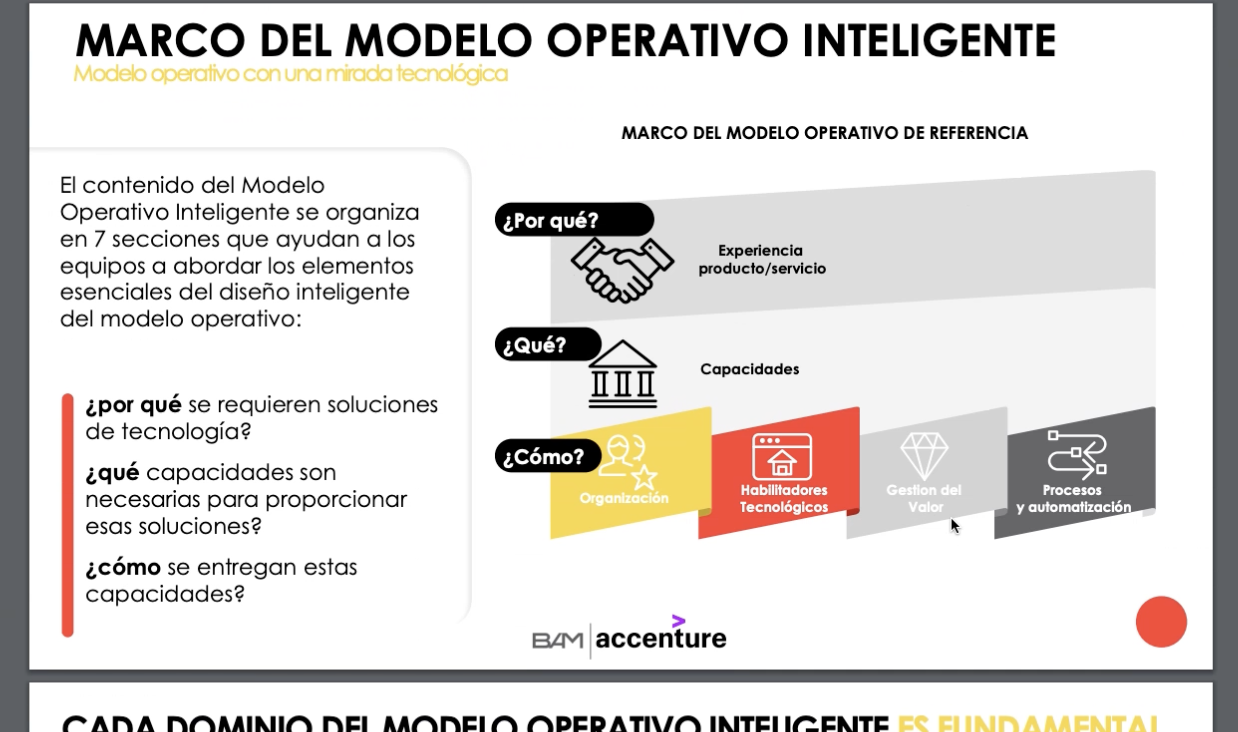 MARCO DEL MODELO OPERATIVO INTELIGENTE
Modelo operativo con una mirada tecnológica
El contenido del Modelo
Operativo Inteligente se organiza
en 7 secciones que ayudan a los
equipos a abordar los elementos
esenciales del diseño inteligente
del modelo operativo:
¿por qué se requieren soluciones
de tecnología?
¿qué capacidades son
necesarias para proporcionar
esas soluciones?
¿cómo se entregan estas
capacidades?
MARCO DEL MODELO OPERATIVO DE REFERENCIA
¿Por qué?
Experiencia
producto/servicio
¿Qué?
Capacidades
¿Cómo?
Organización
Habilitadores
Tecnológicos
Gestion del
Valor
Procesos
y automatización
BAM accenture
CADA DOMINIO DEL MODELO OPERATIVO INTELIGENTE ES FUNDAMENTAL